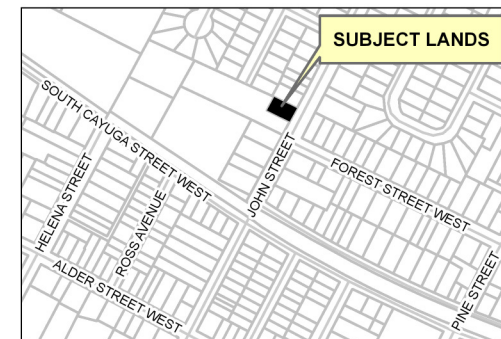 SUBJECT LANDS
SOUTH CAYUGA STREET WEST
JOHN STREET
FOREST STREET WEST
HELENA STREET
ROSS AVENUE
PINE STREET
ALDER STREET WEST